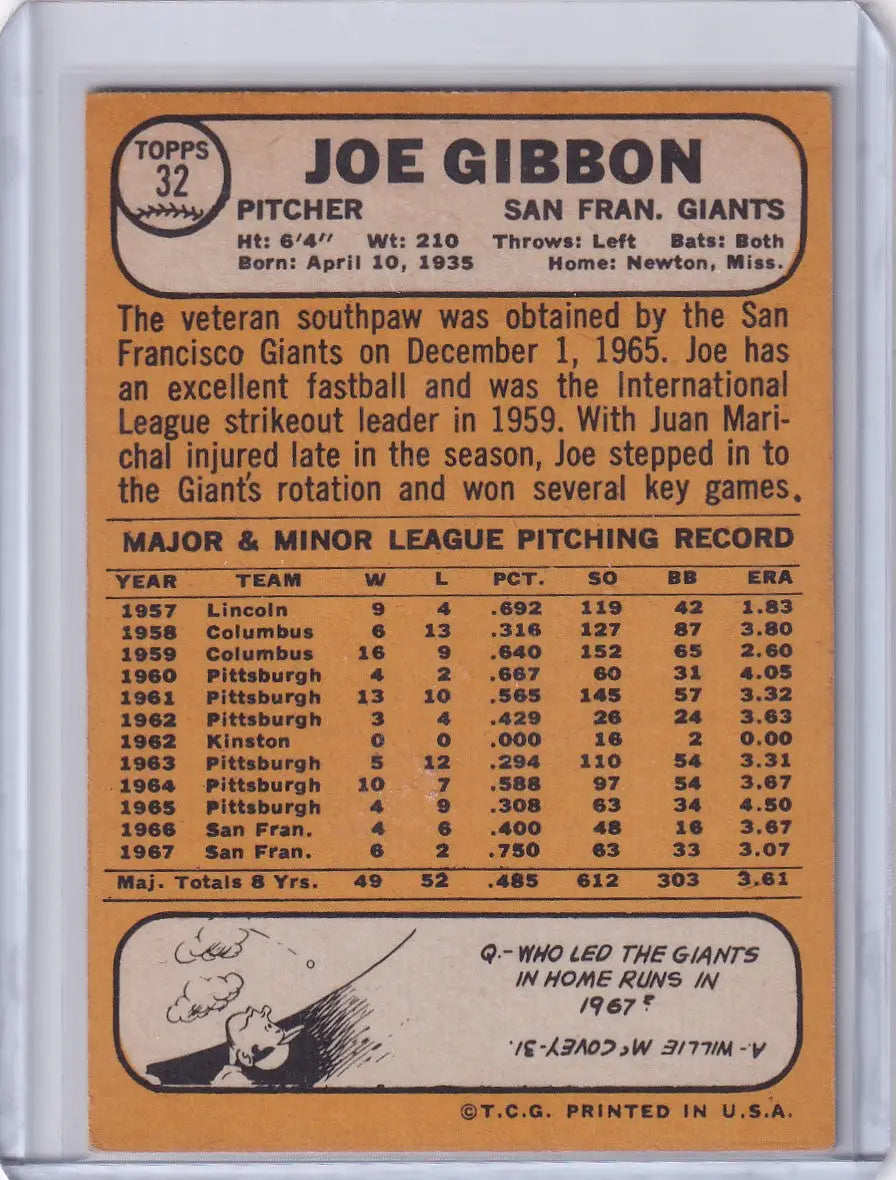 TOPPS
32
JOE GIBBON
PITCHER SAN FRAN. GIANTS
Ht: 6'4" Wt: 210 Throws: Left Bats: Both
Born: April 10, 1935 Home: Newton, Miss.
The veteran southpaw was obtained by the San
Francisco Giants on December 1, 1965. Joe has
an excellent fastball and was the International
League strikeout leader in 1959. With Juan Mari-
chal injured late in the season, Joe stepped in to
the Giant's rotation and won several key games.
MAJOR & MINOR LEAGUE PITCHING RECORD
YEAR TEAM W L PCT. SO BB ERA
1957 Lincoln 9 4 .692 119 42 1.83
1958 Columbus 6 13 .316 127 87 3.80
1959 Columbus 16 9 .640 152 65 2.60
1960 Pittsburgh 4 2 .667 60 31 4.05
1961 Pittsburgh 13 10 .565 145 57 3.32
1962 Pittsburgh 3 4 .429 26 24 3.63
1962 Kinston 0 0 .000 16 2 0.00
1963 Pittsburgh 5 12 .294 110 54 3.31
1964 Pittsburgh 10 7 .588 97 54 3.67
1965 Pittsburgh 4 9 .308 63 34 4.50
1966 San Fran. 4 6 .400 48 16 3.67
1967 San Fran. 6 2 .750 63 33 3.07
Maj. Totals 8 Yrs. 49 52 .485 612 303 3.61
Q.- WHO LED THE GIANTS
IN HOME RUNS IN
1967?
A.- WILLIE McCOVEY-31.
©T.C.G. PRINTED IN U.S.A.